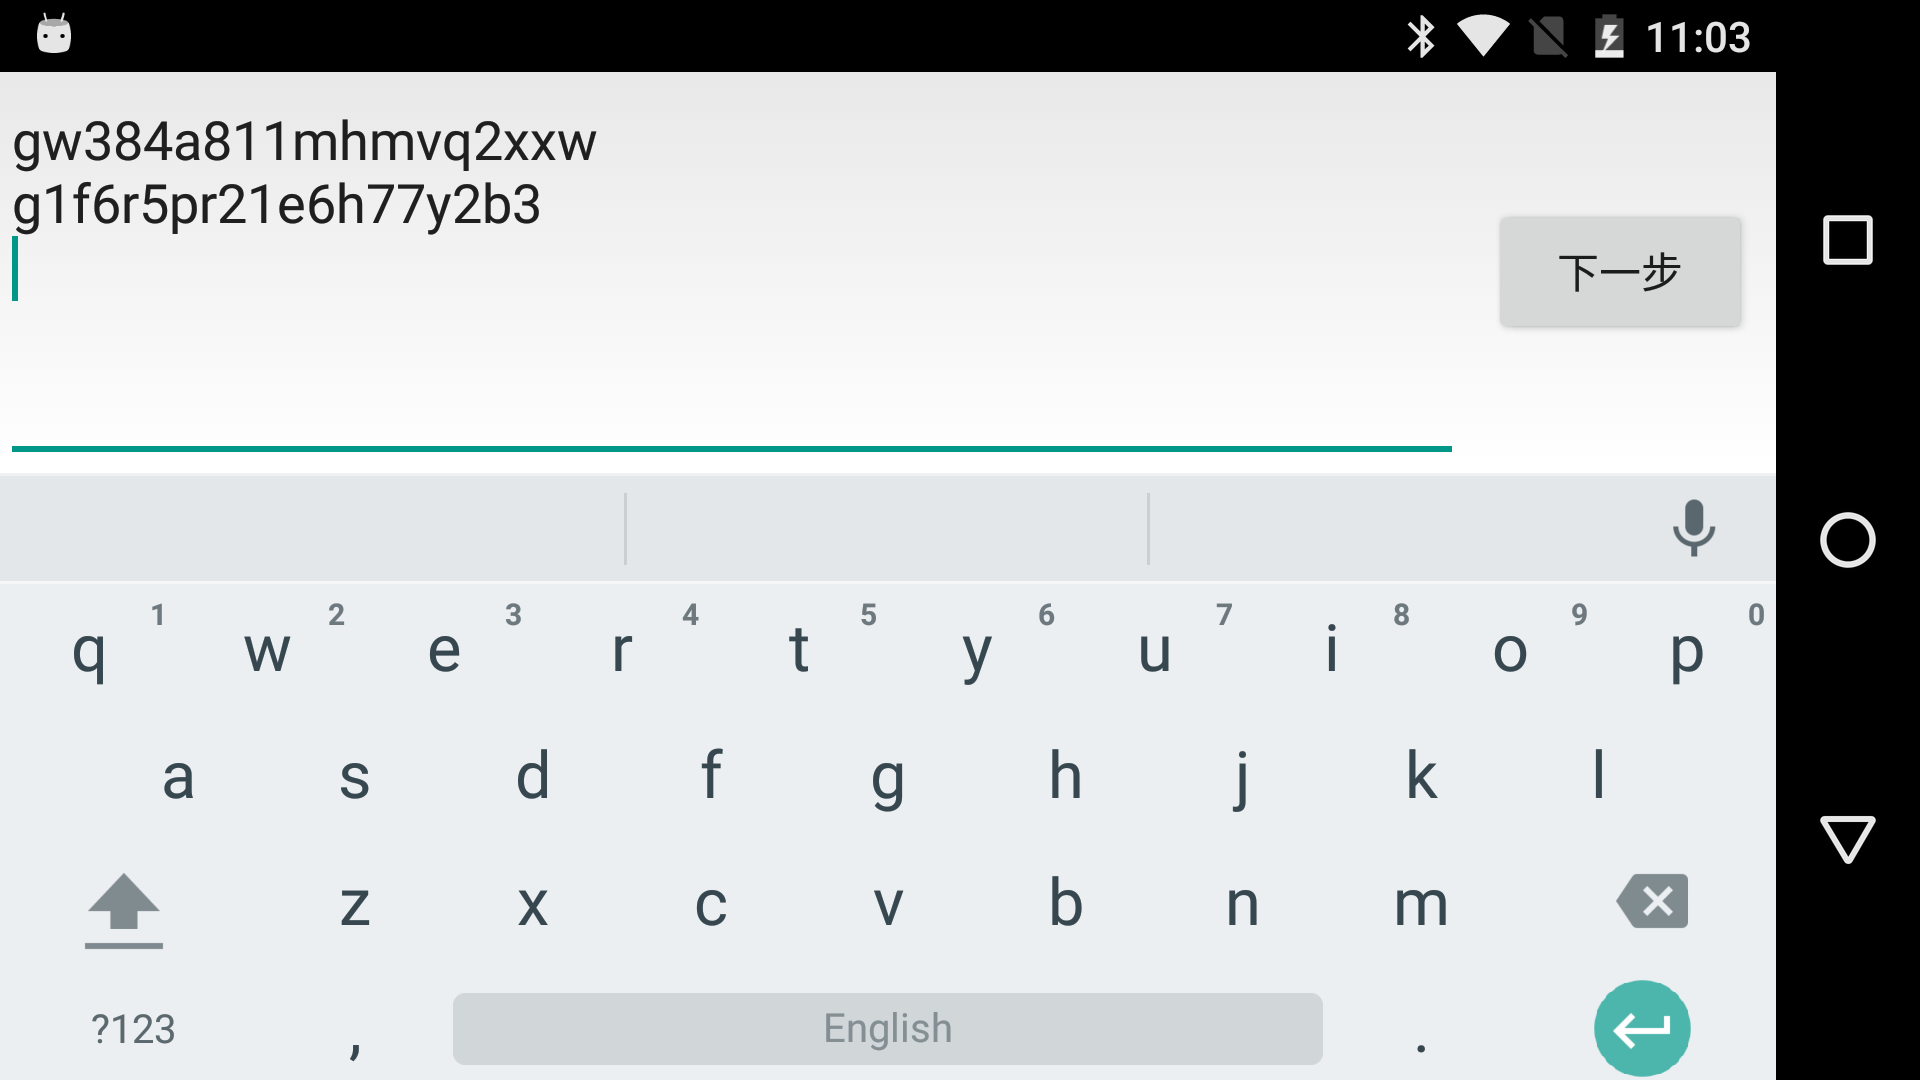 11:03
gw384a811mhmvq2xxw
g1f6r5pr21e6h77y2b3
下一步
q 1 w 2 e 3 r 4 t 5 y 6 u 7 i 8 o 9 p 0
a s d f g h j k l
z x c v b n m
?123 , English .